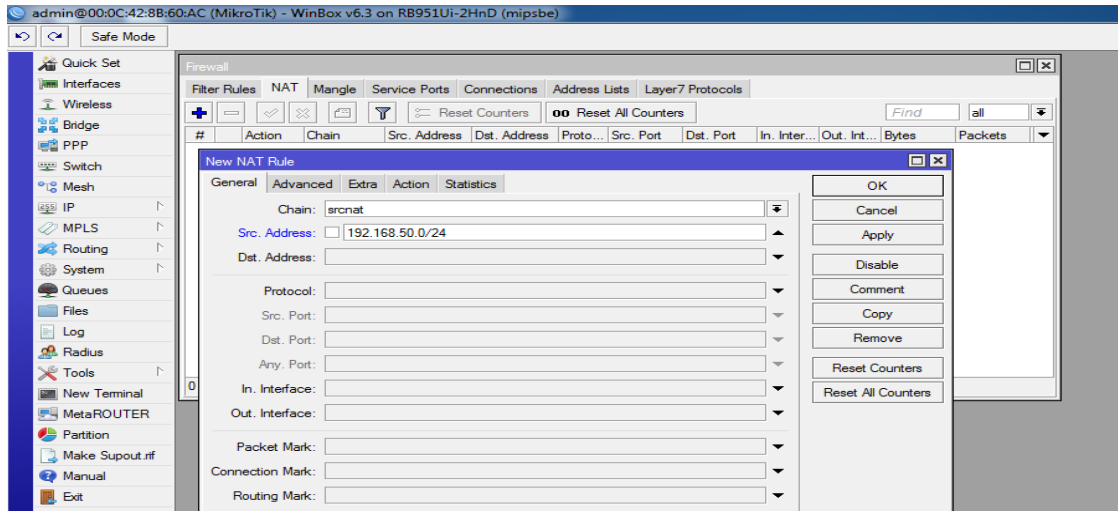 admin@00:0C:42:8B:60:AC (MikroTik) - WinBox v6.3 on RB951Ui-2HnD (mipsbe)
Safe Mode
Quick Set
Interfaces
Wireless
Bridge
PPP
Switch
Mesh
IP
MPLS
Routing
System
Queues
Files
Log
Radius
Tools
New Terminal
MetaROUTER
Partition
Make Supout.rif
Manual
Exit
Firewall
Filter Rules NAT Mangle Service Ports Connections Address Lists Layer7 Protocols
Reset Counters 00 Reset All Counters Find all
# Action Chain Src. Address Dst. Address Proto... Src. Port Dst. Port In. Inter... Out. Int... Bytes Packets
0
New NAT Rule
General Advanced Extra Action Statistics
Chain: srcnat
Src. Address: 192.168.50.0/24
Dst. Address:
Protocol:
Src. Port:
Dst. Port:
Any. Port:
In. Interface:
Out. Interface:
Packet Mark:
Connection Mark:
Routing Mark:
OK
Cancel
Apply
Disable
Comment
Copy
Remove
Reset Counters
Reset All Counters